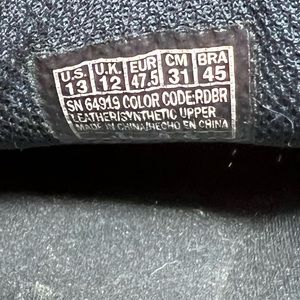 U.S. U.K. EUR CM BRA
13 12 47.5 31 45
SN 64919 COLOR CODE:RDBR
LEATHER/SYNTHETIC UPPER
MADE IN CHINA/HECHO EN CHINA